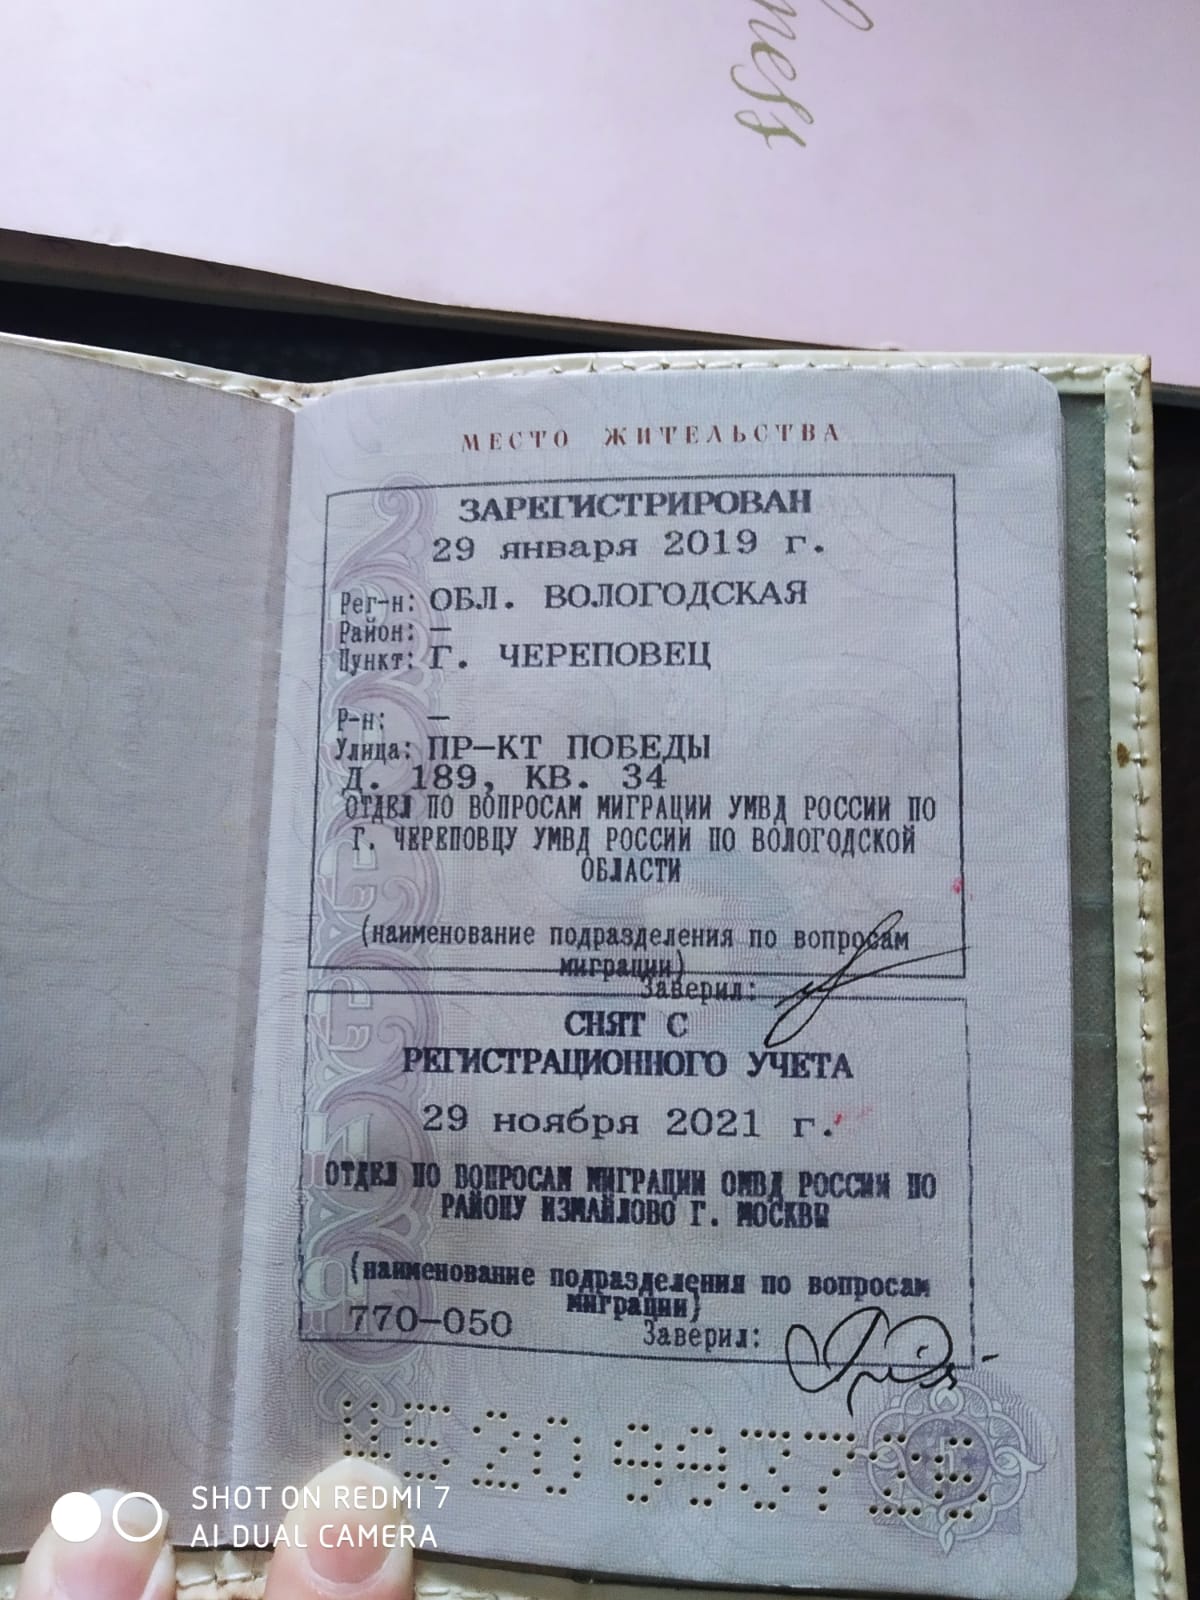 ness
МЕСТО ЖИТЕЛЬСТВА
ЗАРЕГИСТРИРОВАН
29 января 2019 г.
Рег-н: ОБЛ. ВОЛОГОДСКАЯ
Район: —
Пункт: Г. ЧЕРЕПОВЕЦ
Р-н: —
Улица: ПР-КТ ПОБЕДЫ
Д. 189, КВ. 34
ОТДЕЛ ПО ВОПРОСАМ МИГРАЦИИ УМВД РОССИИ ПО
Г. ЧЕРЕПОВЦУ УМВД РОССИИ ПО ВОЛОГОДСКОЙ
ОБЛАСТИ
(наименование подразделения по вопросам
миграции)
Заверил:
СНЯТ С
РЕГИСТРАЦИОННОГО УЧЕТА
29 ноября 2021 г.
ОТДЕЛ ПО ВОПРОСАМ МИГРАЦИИ ОМВД РОССИИ ПО
РАЙОНУ ИЗМАЙЛОВО Г. МОСКВЫ
(наименование подразделения по вопросам
миграции)
770-050 Заверил:
SHOT ON REDMI 7
AI DUAL CAMERA